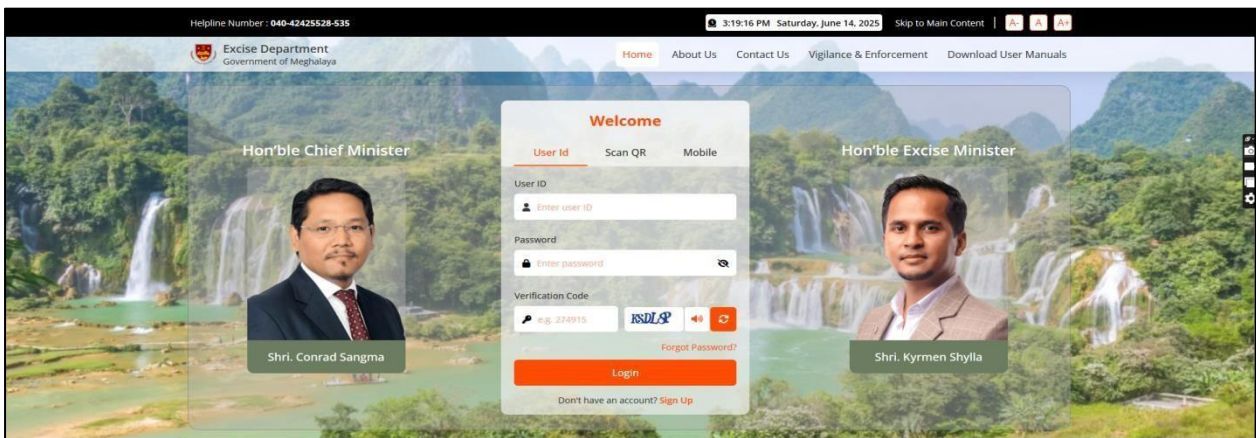 Helpline Number : 040-42425528-535
3:19:16 PM Saturday, June 14, 2025
Skip to Main Content | A- A A+
Excise Department
Government of Meghalaya
Home About Us Contact Us Vigilance & Enforcement Download User Manuals
Hon'ble Chief Minister
Shri. Conrad Sangma
Welcome
User Id Scan QR Mobile
User ID
Enter user ID
Password
Enter password
Verification Code
e.g. 274915
Forgot Password?
Login
Don't have an account? Sign Up
Hon'ble Excise Minister
Shri. Kyrmen Shylla